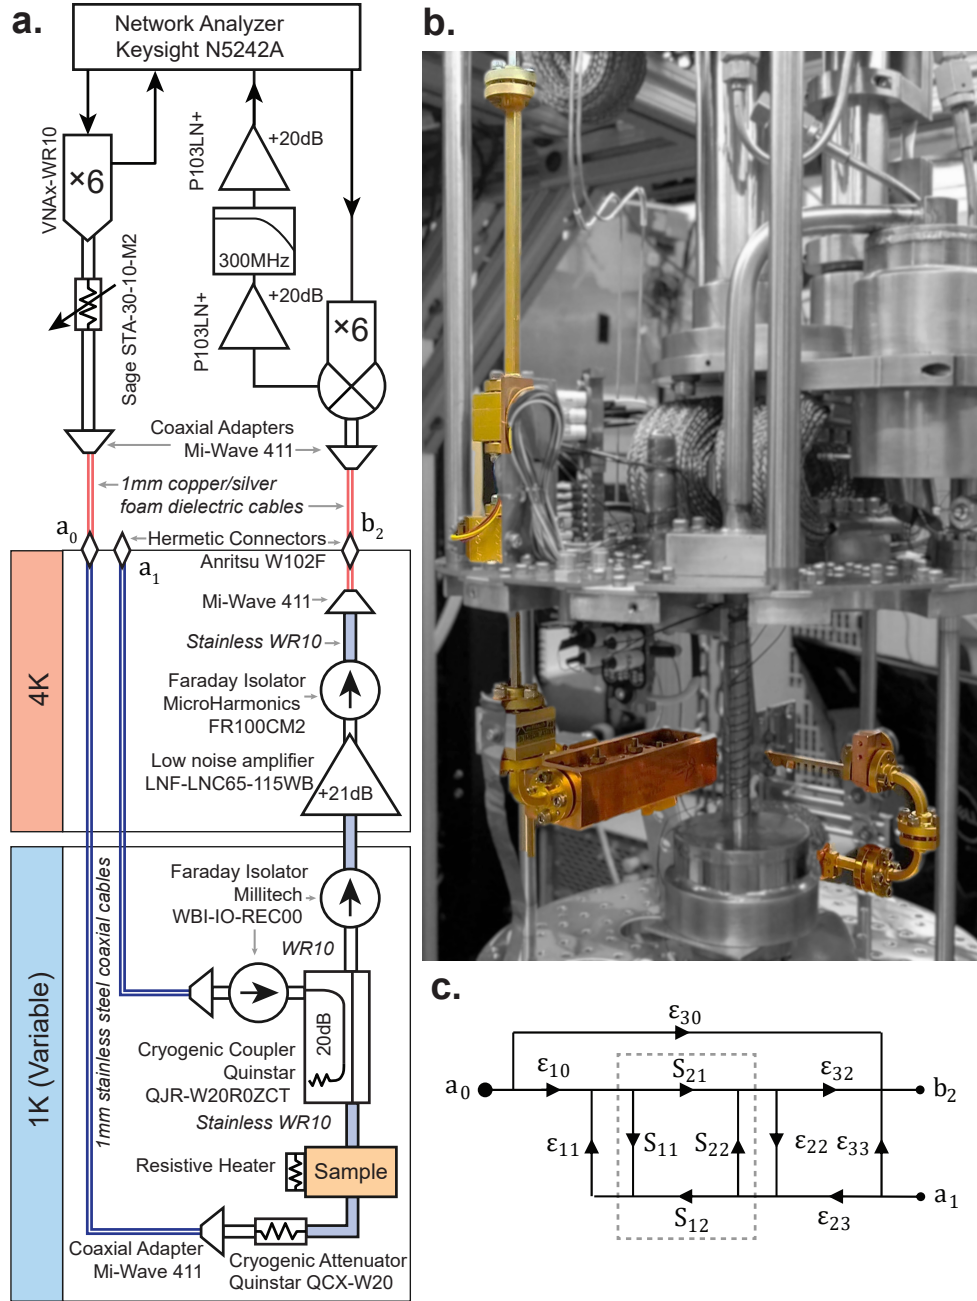 a.
Network Analyzer
Keysight N5242A
VNAx-WR10
×6
Sage STA-30-10-M2
P103LN+
+20dB
300MHz
P103LN+
+20dB
×6
Coaxial Adapters
Mi-Wave 411
1mm copper/silver
foam dielectric cables
a0
b2
Hermetic Connectors
Anritsu W102F
a1
Mi-Wave 411
Stainless WR10
4K
Faraday Isolator
MicroHarmonics
FR100CM2
Low noise amplifier
LNF-LNC65-115WB
+21dB
1mm stainless steel coaxial cables
1K (Variable)
Faraday Isolator
Millitech
WBI-IO-REC00
WR10
20dB
Cryogenic Coupler
Quinstar
QJR-W20R0ZCT
Stainless WR10
Resistive Heater
Sample
Coaxial Adapter
Mi-Wave 411
Cryogenic Attenuator
Quinstar QCX-W20
b.
c.
ε30
a0
ε10
S21
ε32
b2
ε11
S11
S22
ε22
ε33
S12
ε23
a1